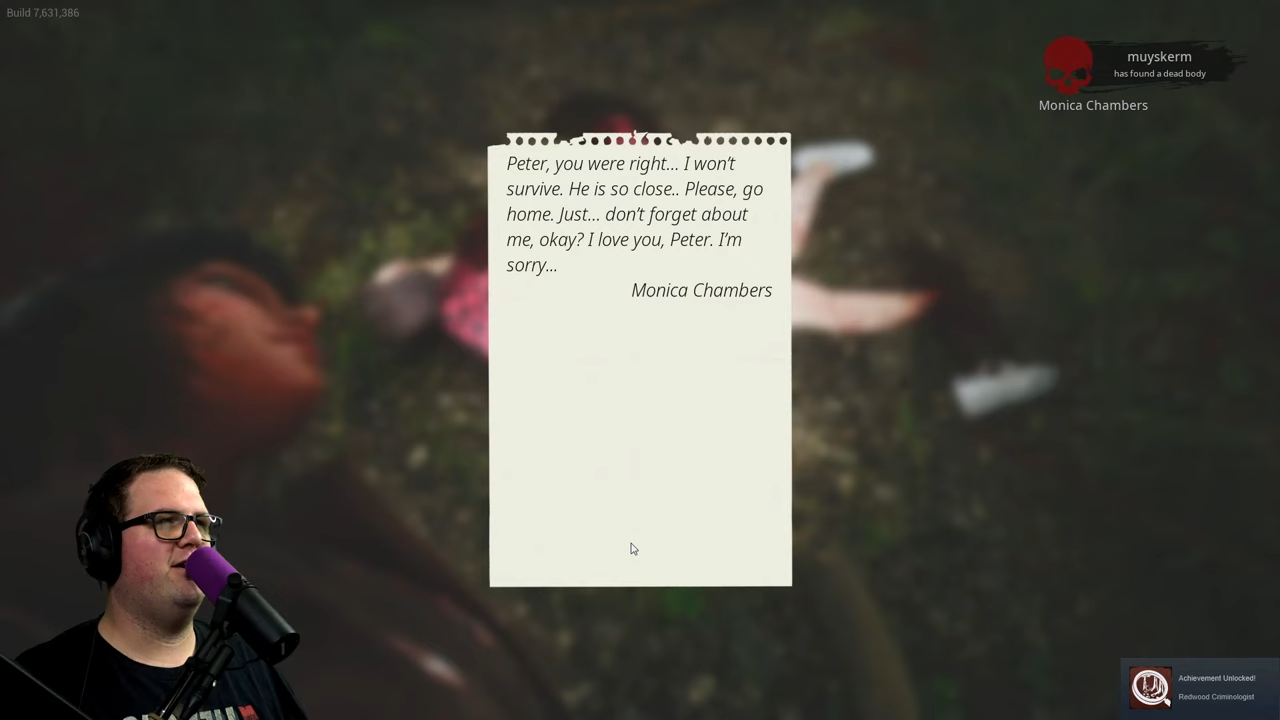 Build 7,631,386
muyskerm
has found a dead body
Monica Chambers
Peter, you were right... I won't
survive. He is so close.. Please, go
home. Just... don't forget about
me, okay? I love you, Peter. I'm
sorry...
Monica Chambers
Achievement Unlocked!
Redwood Criminologist